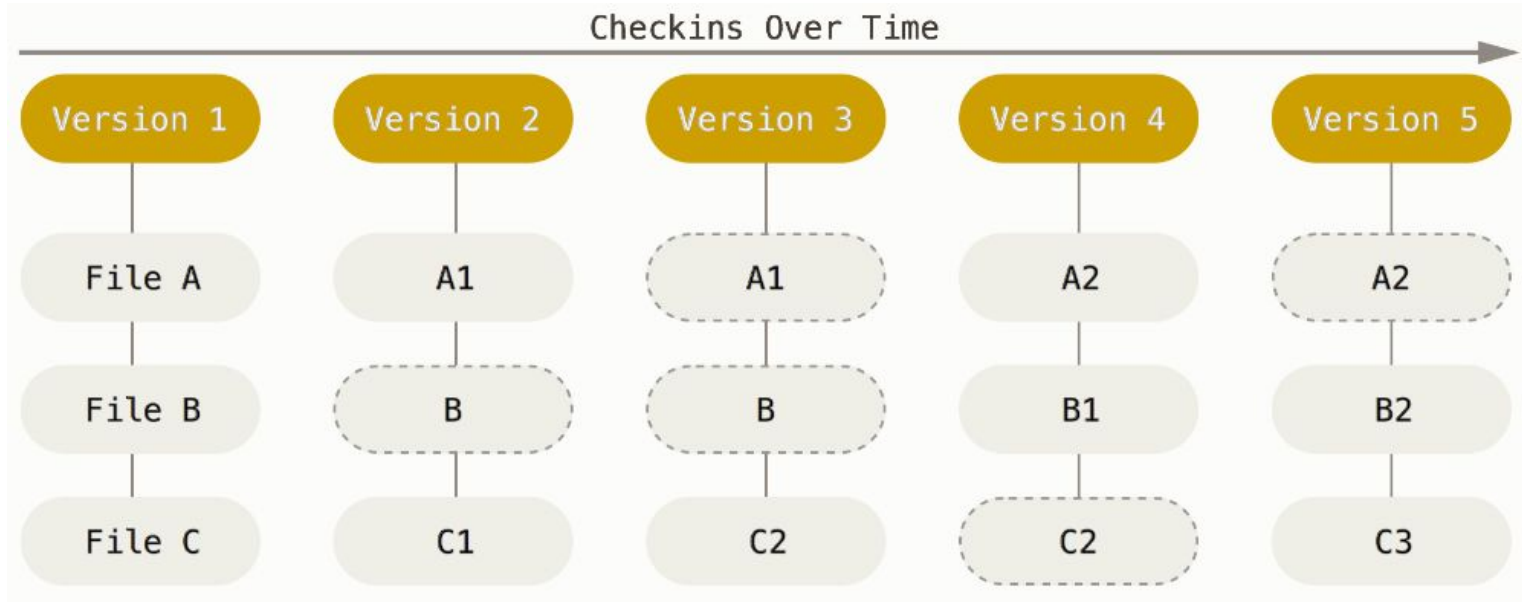 Checkins Over Time
Version 1 Version 2 Version 3 Version 4 Version 5
File A A1 A1 A2 A2
File B B B B1 B2
File C C1 C2 C2 C3